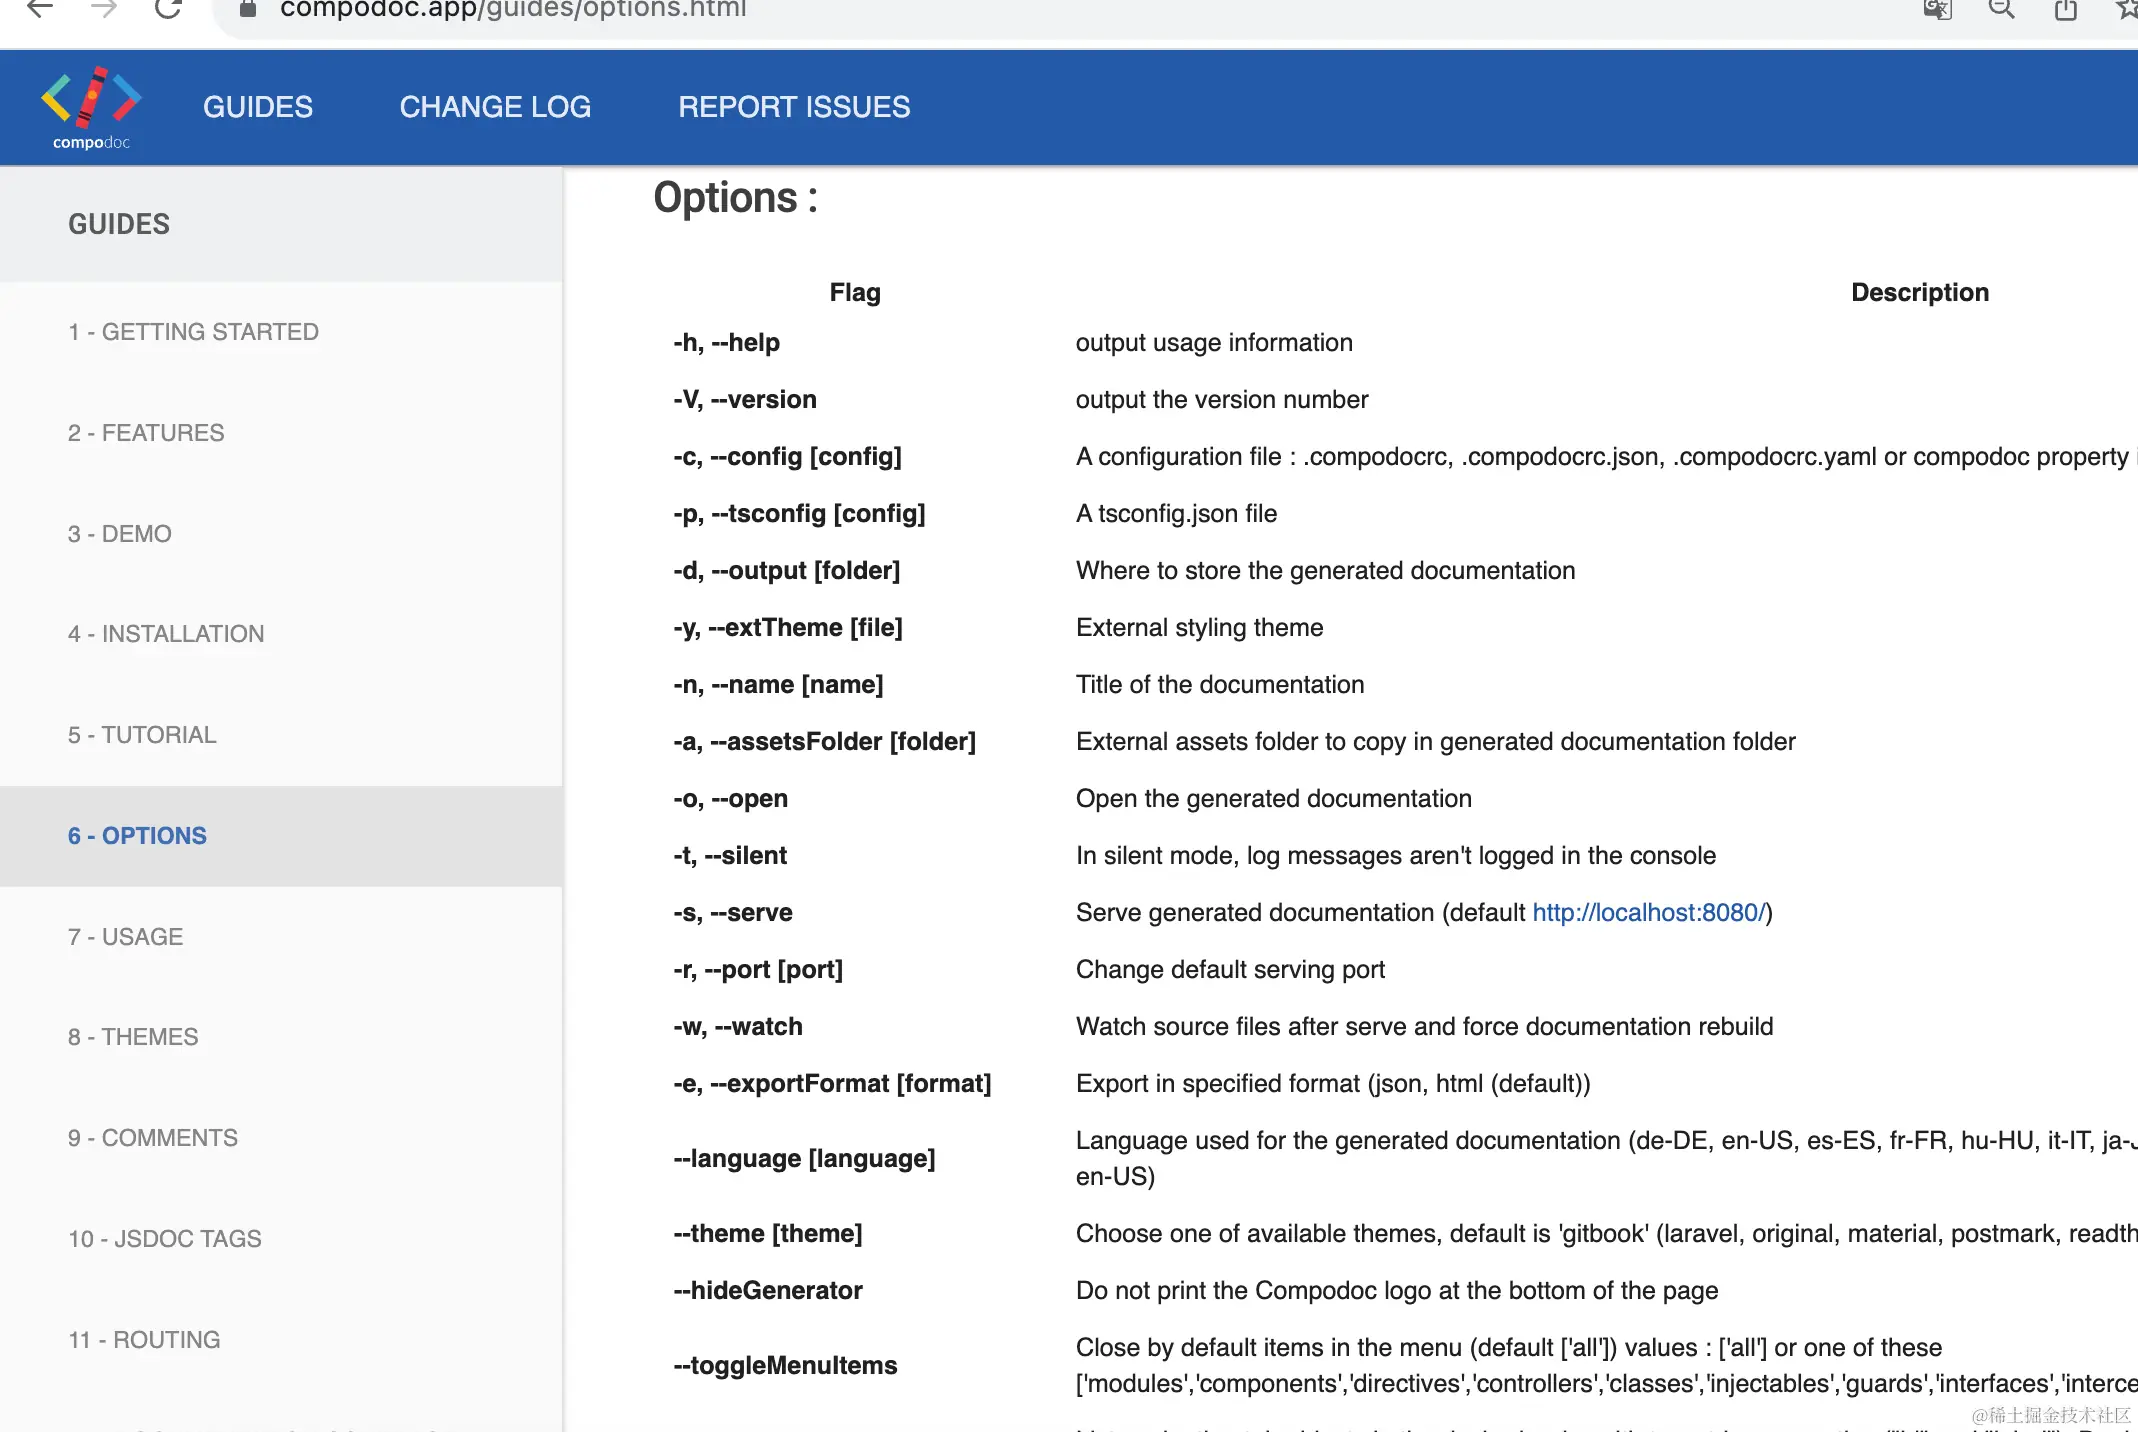 compodoc.app/guides/options.html
compodoc
GUIDES
CHANGE LOG
REPORT ISSUES
GUIDES
1 - GETTING STARTED
2 - FEATURES
3 - DEMO
4 - INSTALLATION
5 - TUTORIAL
6 - OPTIONS
7 - USAGE
8 - THEMES
9 - COMMENTS
10 - JSDOC TAGS
11 - ROUTING
Options :
Flag Description
-h, --help output usage information
-V, --version output the version number
-c, --config [config] A configuration file : .compodocrc, .compodocrc.json, .compodocrc.yaml or compodoc property
-p, --tsconfig [config] A tsconfig.json file
-d, --output [folder] Where to store the generated documentation
-y, --extTheme [file] External styling theme
-n, --name [name] Title of the documentation
-a, --assetsFolder [folder] External assets folder to copy in generated documentation folder
-o, --open Open the generated documentation
-t, --silent In silent mode, log messages aren't logged in the console
-s, --serve Serve generated documentation (default http://localhost:8080/)
-r, --port [port] Change default serving port
-w, --watch Watch source files after serve and force documentation rebuild
-e, --exportFormat [format] Export in specified format (json, html (default))
--language [language] Language used for the generated documentation (de-DE, en-US, es-ES, fr-FR, hu-HU, it-IT, ja-
en-US)
--theme [theme] Choose one of available themes, default is 'gitbook' (laravel, original, material, postmark, readth
--hideGenerator Do not print the Compodoc logo at the bottom of the page
--toggleMenuItems Close by default items in the menu (default ['all']) values : ['all'] or one of these
['modules','components','directives','controllers','classes','injectables','guards','interfaces','interce
@稀土掘金技术社区